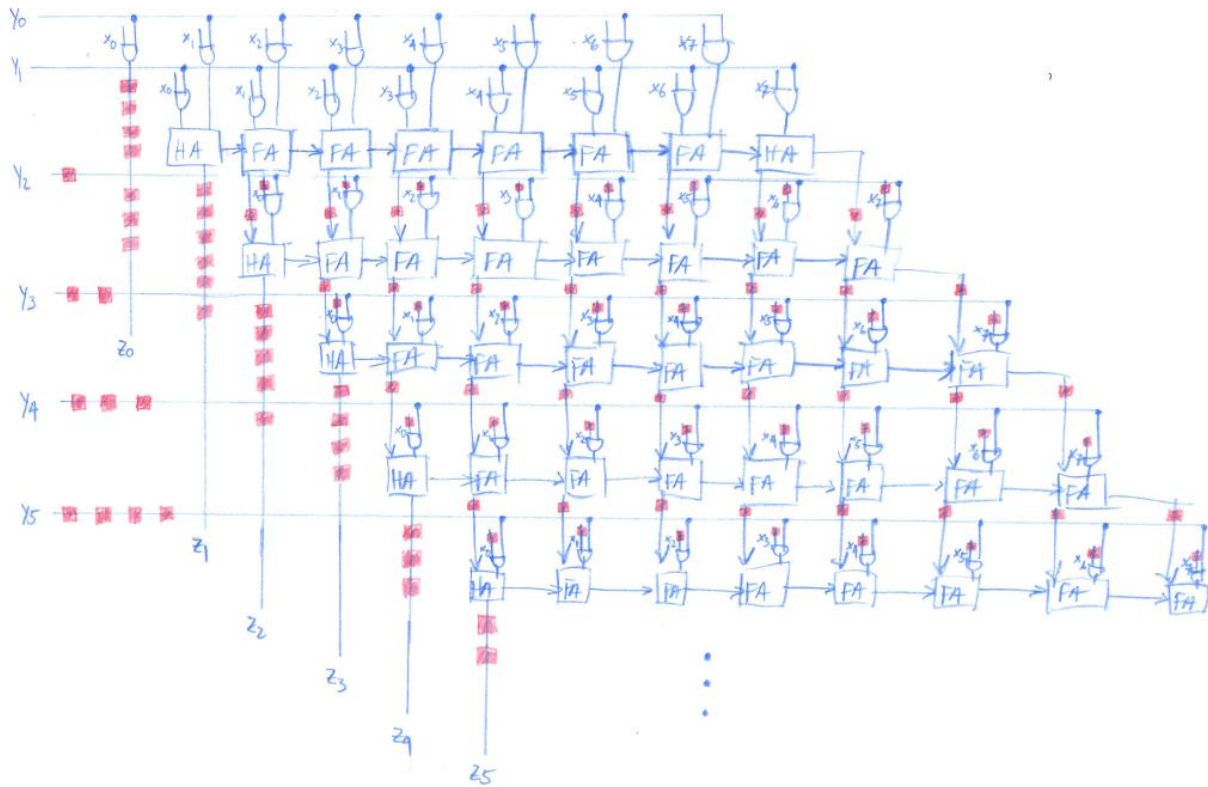 Y0
x0 x1 x2 x3 x4 x5 x6 x7
Y1
x0 x1 x2 x3 x4 x5 x6 x7
HA FA FA FA FA FA FA HA
Y2
x0 x1 x2 x3 x4 x5 x6 x7
HA FA FA FA FA FA FA FA
Y3
x0 x1 x2 x3 x4 x5 x6 x7
Z0
HA FA FA FA FA FA FA FA
Y4
x0 x1 x2 x3 x4 x5 x6 x7
HA FA FA FA FA FA FA FA
Y5
Z1
x0 x1 x2 x3 x4 x5 x6 x7
HA FA FA FA FA FA FA FA
Z2
Z3
Z4
Z5